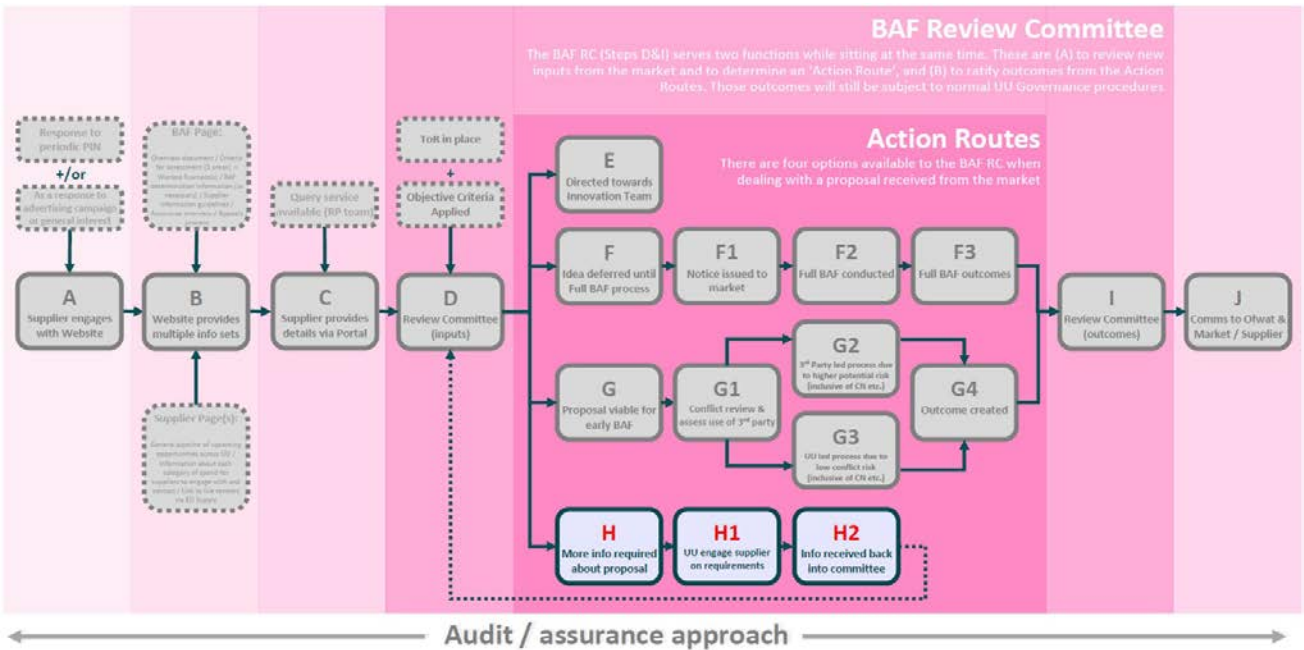 BAF Review Committee
The BAF RC (Steps D&I) serves two functions while sitting at the same time. These are (A) to review new
inputs from the market and to determine an 'Action Route', and (B) to ratify outcomes from the Action
Routes. Those outcomes will still be subject to normal UU Governance procedures
Action Routes
There are four options available to the BAF RC when
dealing with a proposal received from the market
Response to
periodic PIN
+/or
As a response to
advertising campaign
or general interest
A
Supplier engages
with Website
BAF Page:
B
Website provides
multiple info sets
Supplier Page(s):
Query service
available (RP team)
C
Supplier provides
details via Portal
ToR in place
+
Objective Criteria
Applied
D
Review Committee
(inputs)
E
Directed towards
Innovation Team
F
Idea deferred until
Full BAF process
F1
Notice issued to
market
F2
Full BAF conducted
F3
Full BAF outcomes
G
Proposal viable for
early BAF
G1
Conflict review &
assess use of 3rd party
G2
3rd Party led process due
to higher potential risk
(inclusive of CN etc.)
G3
UU led process due to
low conflict risk
(inclusive of CN etc.)
G4
Outcome created
H
More info required
about proposal
H1
UU engage supplier
on requirements
H2
Info received back
into committee
I
Review Committee
(outcomes)
J
Comms to Ofwat &
Market / Supplier
Audit / assurance approach